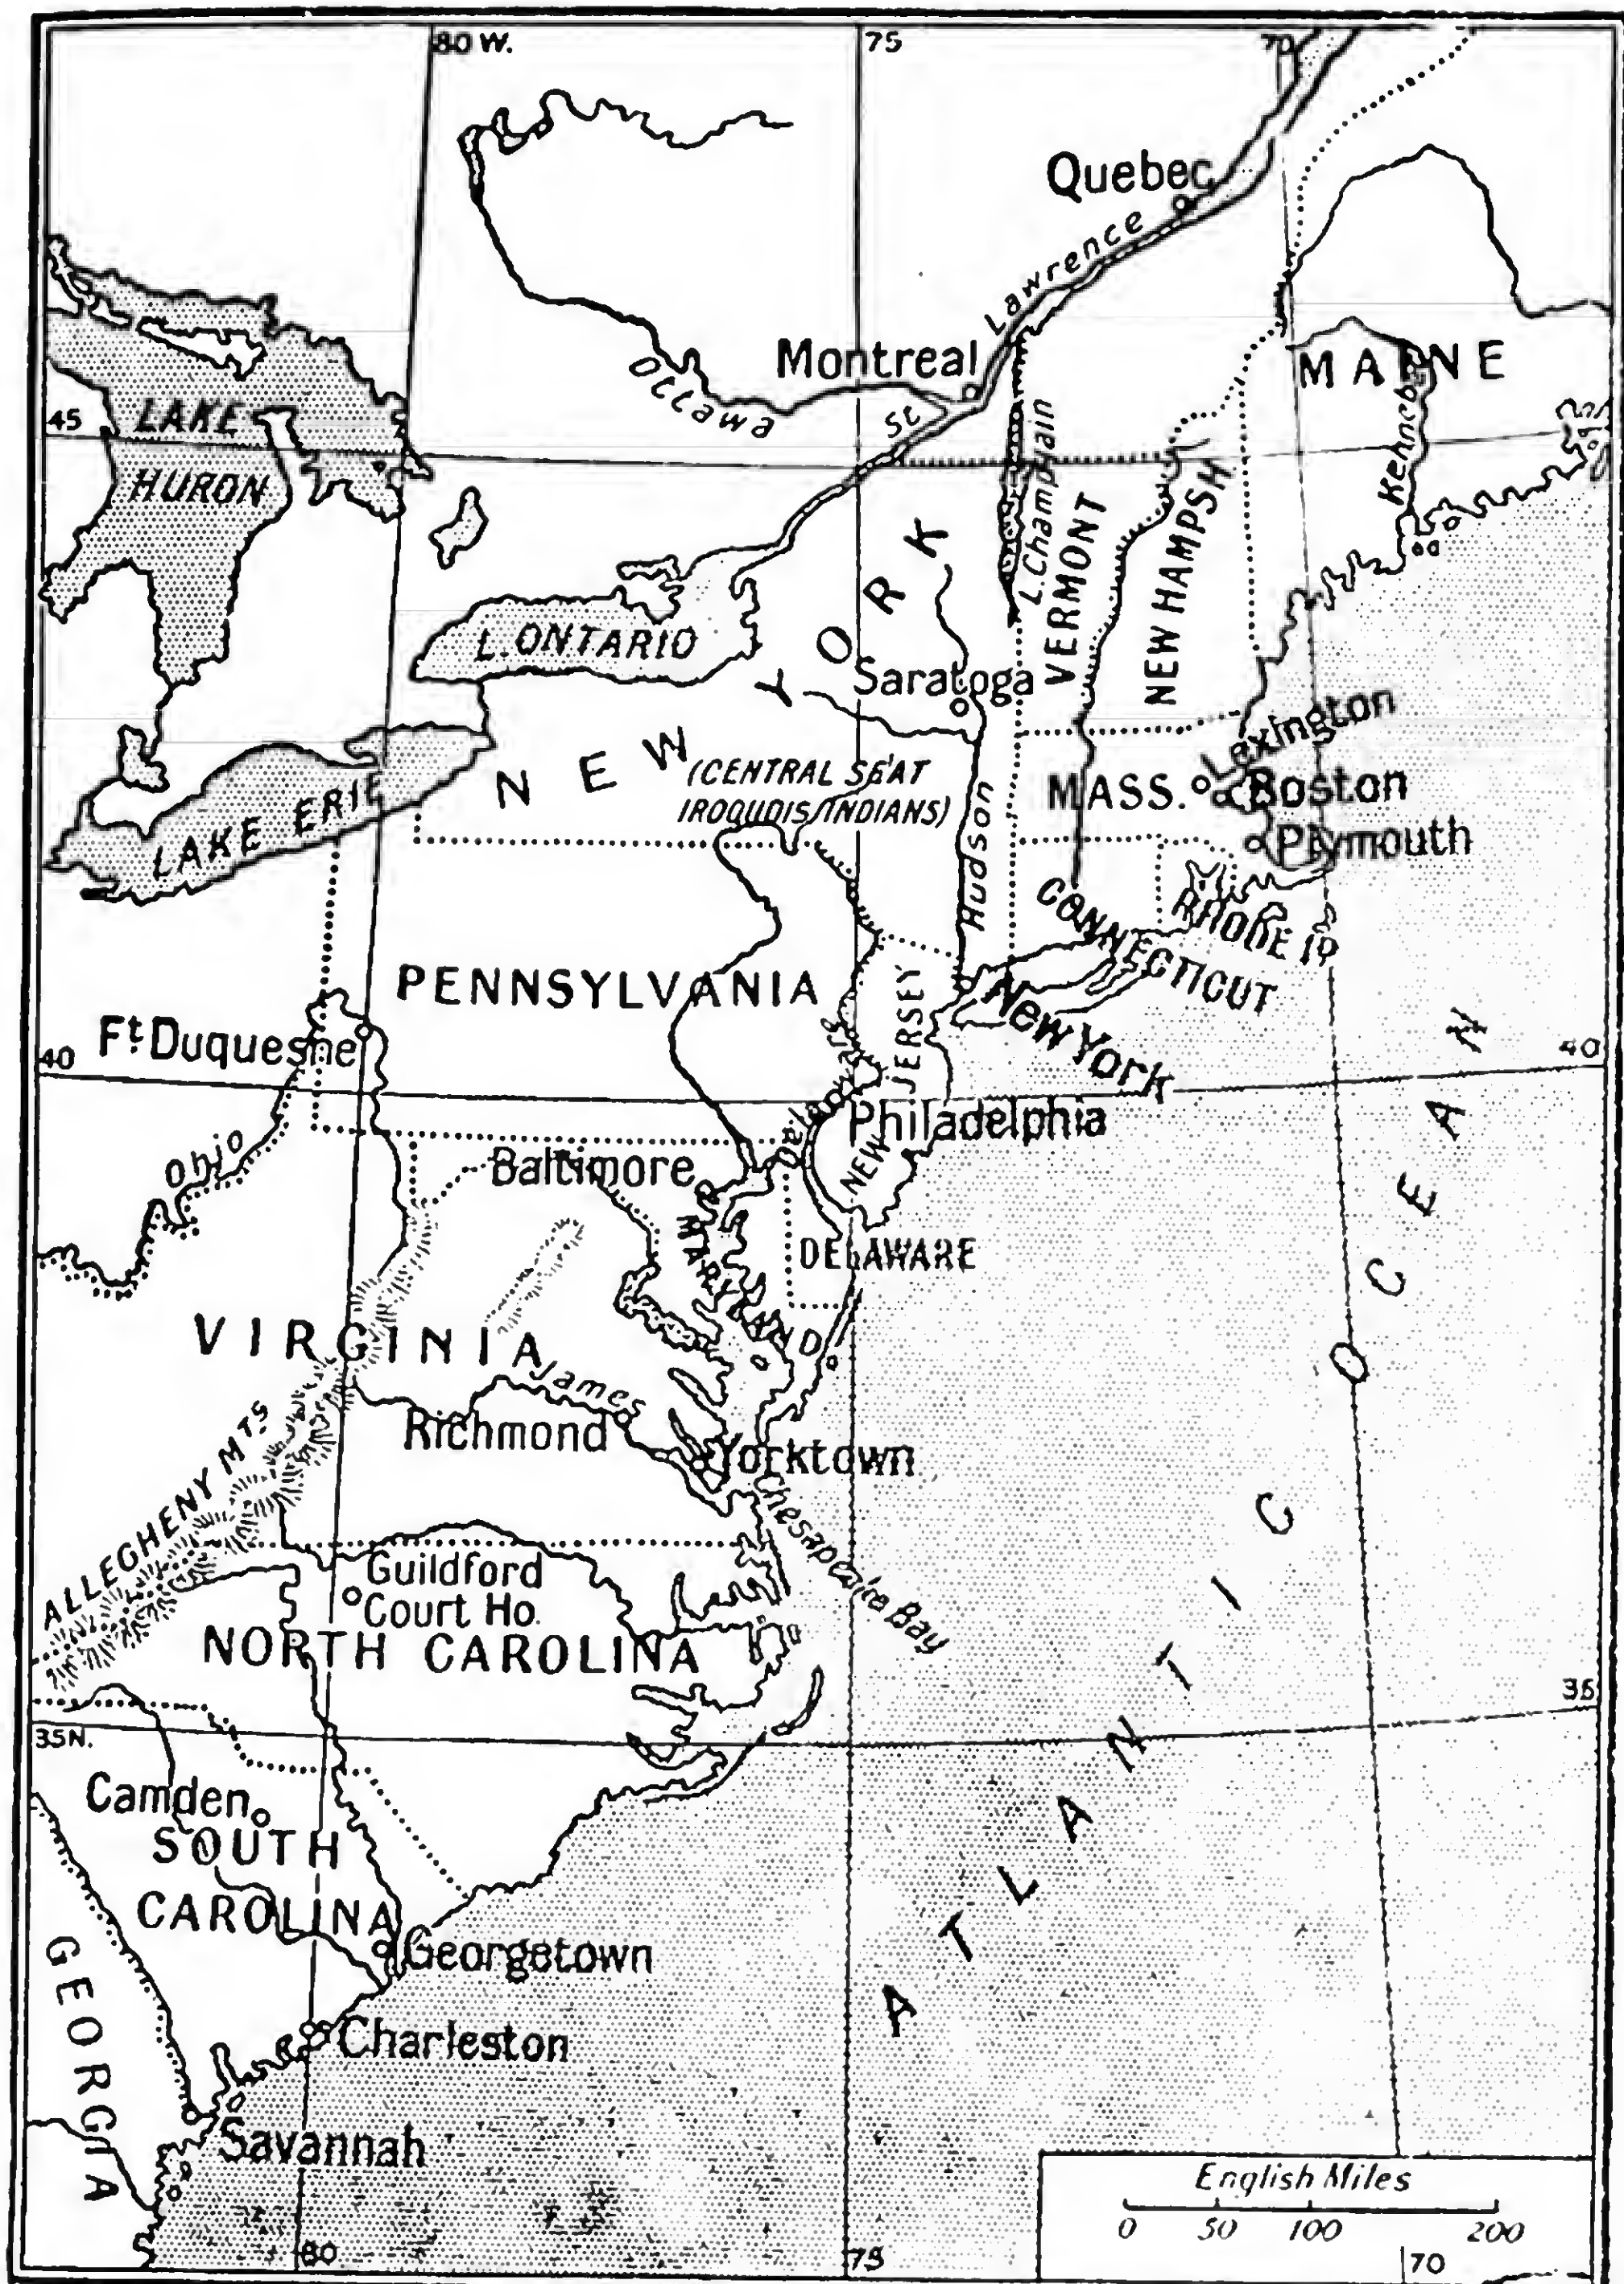 80 W.
75
70
Quebec
St Lawrence
Montreal
Ottawa
MAINE
Kennebec
45
LAKE
HURON
L. Champlain
VERMONT
NEW HAMPSH
L. ONTARIO
NEW YORK
Saratoga
Lexington
(CENTRAL SEAT
IROQUOIS INDIANS)
MASS.
Boston
Plymouth
LAKE ERIE
Hudson
CONNECTICUT
RHODE
PENNSYLVANIA
New York
NEW JERSEY
Ft. Duquesne
40
40
Philadelphia
Ohio
Baltimore
MARYLAND
DELAWARE
VIRGINIA
James
Richmond
Yorktown
Chesapeake Bay
ALLEGHENY MTS
Guildford
Court Ho.
NORTH CAROLINA
35N.
35
Camden
SOUTH
CAROLINA
Georgetown
GEORGIA
Charleston
Savannah
ATLANTIC OCEAN
English Miles
0 50 100 200
80
75
70